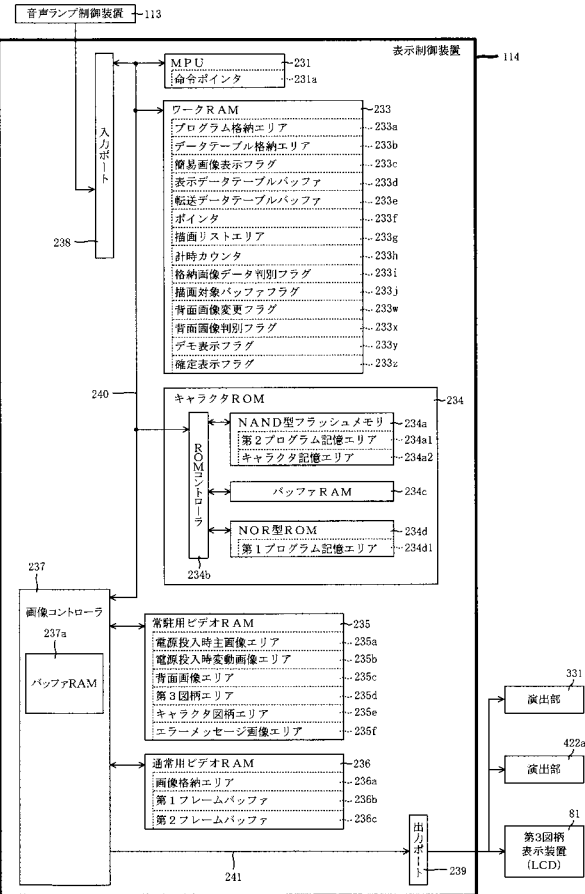 音声ランプ制御装置
113
表示制御装置
114
MPU
231
命令ポインタ
231a
入力ポート
238
ワークRAM
233
プログラム格納エリア
233a
データテーブル格納エリア
233b
簡易画像表示フラグ
233c
表示データテーブルバッファ
233d
転送データテーブルバッファ
233e
ポインタ
233f
描画リストエリア
233g
計時カウンタ
233h
格納画像データ判別フラグ
233i
描画対象バッファフラグ
233j
背面画像変更フラグ
233w
背面画像判別フラグ
233x
デモ表示フラグ
233y
確定表示フラグ
233z
240
キャラクタROM
234
ROMコントローラ
234b
NAND型フラッシュメモリ
234a
第2プログラム記憶エリア
234a1
キャラクタ記憶エリア
234a2
バッファRAM
234c
NOR型ROM
234d
第1プログラム記憶エリア
234d1
237
画像コントローラ
237a
バッファRAM
常駐用ビデオRAM
235
電源投入時主画像エリア
235a
電源投入時変動画像エリア
235b
背面画像エリア
235c
第3図柄エリア
235d
キャラクタ図柄エリア
235e
エラーメッセージ画像エリア
235f
通常用ビデオRAM
236
画像格納エリア
236a
第1フレームバッファ
236b
第2フレームバッファ
236c
241
出力ポート
239
331
演出部
422a
演出部
81
第3図柄
表示装置
(LCD)